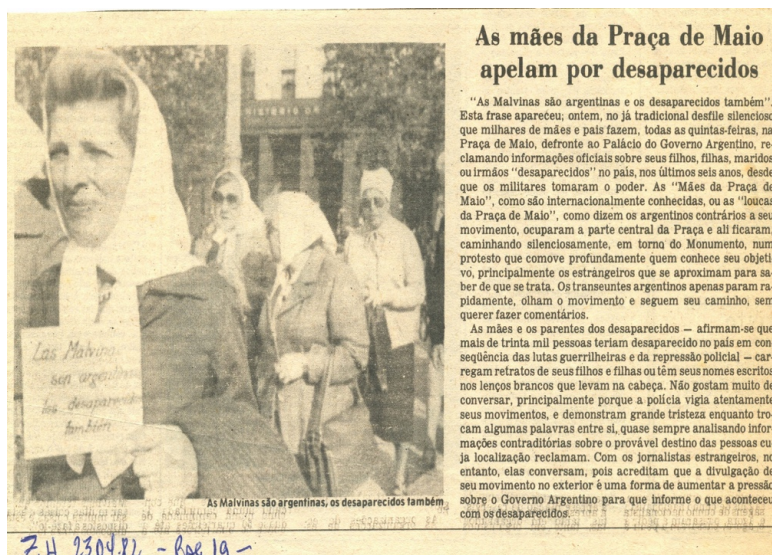 As mães da Praça de Maio
apelam por desaparecidos
"As Malvinas são argentinas e os desaparecidos também".
Esta frase apareceu, ontem, no já tradicional desfile silencioso
que milhares de mães e pais fazem, todas as quintas-feiras, na
Praça de Maio, defronte ao Palácio do Governo Argentino, re-
clamando informações oficiais sobre seus filhos, filhas, maridos
ou irmãos "desaparecidos" no país, nos últimos seis anos, desde
que os militares tomaram o poder. As "Mães da Praça de
Maio", como são internacionalmente conhecidas, ou as "loucas
da Praça de Maio", como dizem os argentinos contrários a seu
movimento, ocuparam a parte central da Praça e ali ficaram,
caminhando silenciosamente, em torno do Monumento, num
protesto que comove profundamente quem conhece seu objeti-
vo, principalmente os estrangeiros que se aproximam para sa-
ber de que se trata. Os transeuntes argentinos apenas param ra-
pidamente, olham o movimento e seguem seu caminho, sem
querer fazer comentários.
As mães e os parentes dos desaparecidos — afirmam-se que
mais de trinta mil pessoas teriam desaparecido no país em con-
seqüência das lutas guerrilheiras e da repressão policial — car-
regam retratos de seus filhos e filhas ou têm seus nomes escritos
nos lenços brancos que levam na cabeça. Não gostam muito de
conversar, principalmente porque a polícia vigia atentamente
seus movimentos, e demonstram grande tristeza enquanto tro-
cam algumas palavras entre si, quase sempre analisando infor-
mações contraditórias sobre o provável destino das pessoas cu-
ja localização reclamam. Com os jornalistas estrangeiros, no
entanto, elas conversam, pois acreditam que a divulgação de
seu movimento no exterior é uma forma de aumentar a pressão
sobre o Governo Argentino para que informe o que aconteceu
com os desaparecidos.
Las Malvinas
son argentinas
los desaparecid
también
As Malvinas são argentinas, os desaparecidos também